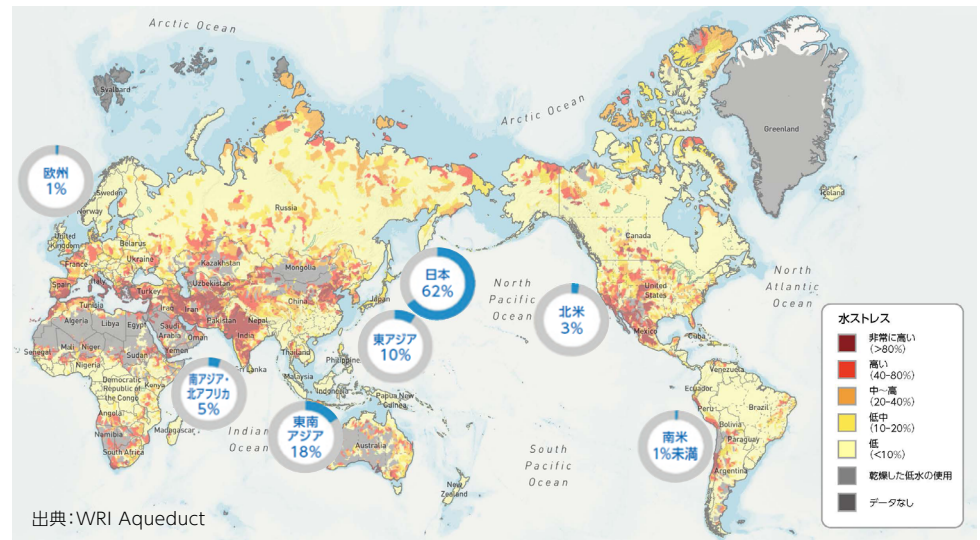 Arctic Ocean
Svalbard
Greenland
Arctic Ocean
欧州
1%
Sweden
Norway
Iceland
Russia
United
Kingdom
Belarus
Canada
Ukraine
France
Kazakhstan
Mongolia
日本
62%
North
Atlantic
Ocean
Spain
Italy
Turkey
Uzbekistan
China
Japan
North
Pacific
Ocean
北米
3%
United
States
Tunisia
Iraq
Iran
Algeria
Libya
Egypt
Saudi
Arabia
Pakistan
Nepal
Oman
India
東アジア
10%
Mexico
Cuba
Mali
Niger
Sudan
Yemen
Senegal
Nigeria
Thailand
Philippine
南アジア・
北アフリカ
5%
Sri Lanka
Malaysia
Indonesia
Papua New
Guinea
Venezuela
Ecuador
Democratic
Republic of
the Congo
Kenya
Peru
Brazil
Angola
東南
アジア
18%
Bolivia
Namibia
Madagascar
Indian
Ocean
Australia
South
Pacific
Ocean
南米
1%未満
Paraguay
South Africa
Argentina
New
Zealand
水ストレス
非常に高い
(>80%)
高い
(40-80%)
中～高
(20-40%)
低中
(10-20%)
低
(<10%)
乾燥した低水の使用
データなし
出典：WRI Aqueduct